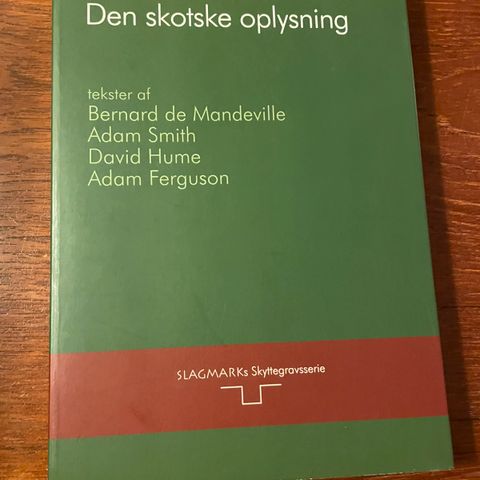 Den skotske oplysning
tekster af
Bernard de Mandeville
Adam Smith
David Hume
Adam Ferguson
SLAGMARKs Skyttegravsserie